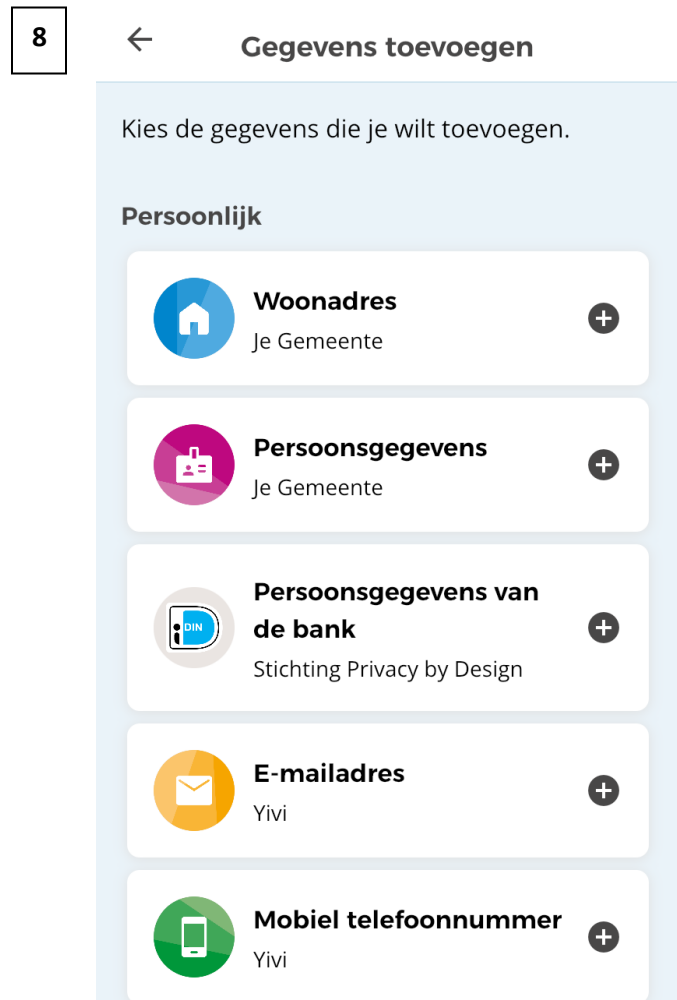 8
Gegevens toevoegen
Kies de gegevens die je wilt toevoegen.
Persoonlijk
Woonadres
Je Gemeente
Persoonsgegevens
Je Gemeente
Persoonsgegevens van
de bank
iDIN
Stichting Privacy by Design
E-mailadres
Yivi
Mobiel telefoonnummer
Yivi